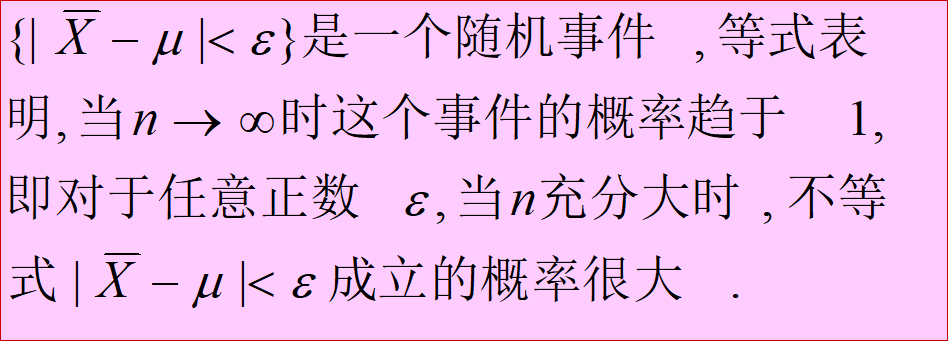 {| X̅ − μ |< ε}是一个随机事件 , 等式表
明, 当 n → ∞时这个事件的概率趋于 1,
即对于任意正数 ε, 当n充分大时 , 不等
式 | X̅ − μ |< ε 成立的概率很大 .